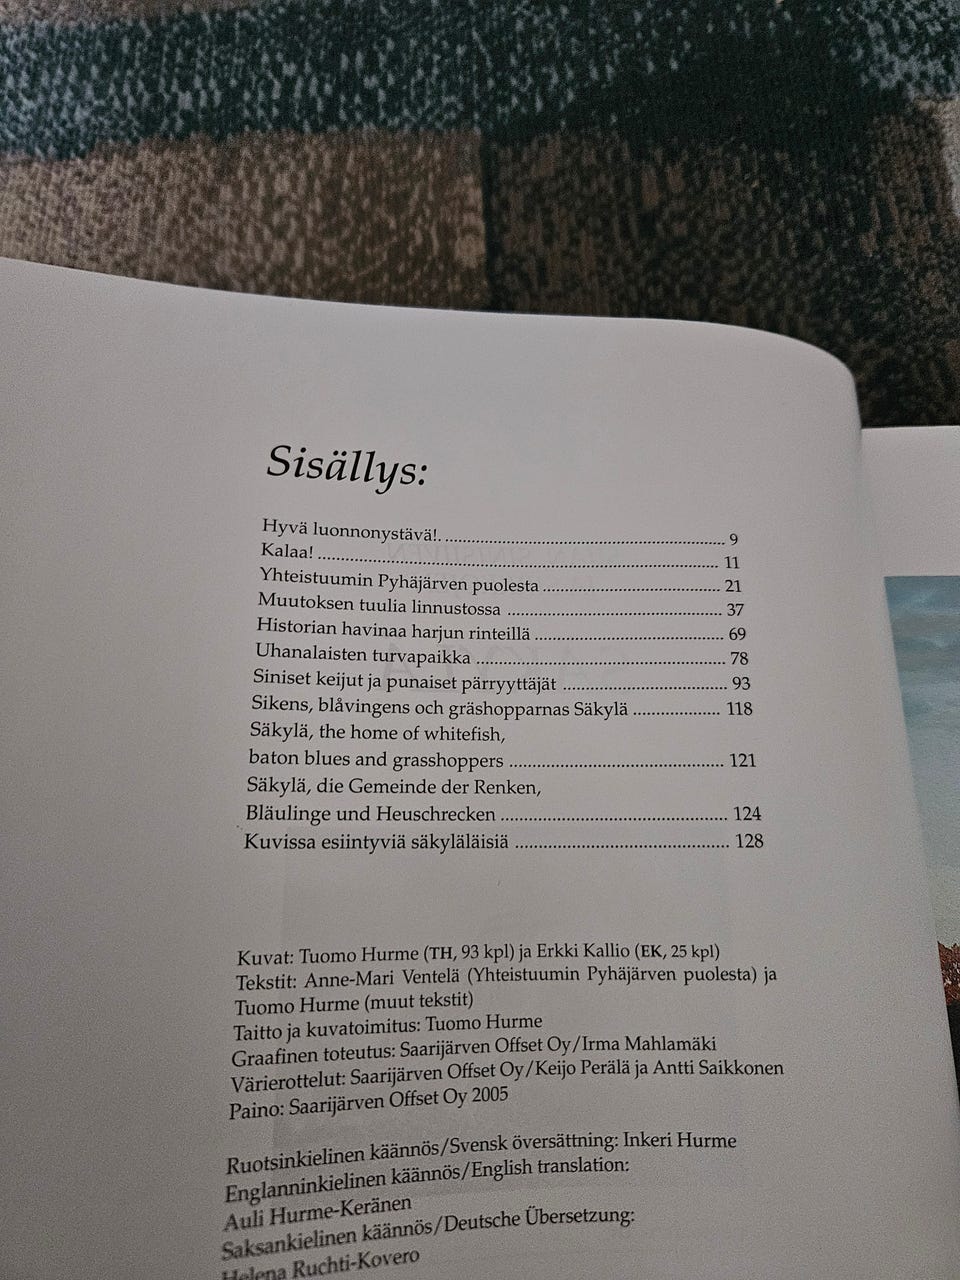 Sisällys:
Hyvä luonnonystävä!. ........................................................ 9
Kalaa! ................................................................................ 11
Yhteistuumin Pyhäjärven puolesta ................................... 21
Muutoksen tuulia linnustossa .......................................... 37
Historian havinaa harjun rinteillä ..................................... 69
Uhanalaisten turvapaikka ................................................. 78
Siniset keijut ja punaiset pärryyttäjät ................................ 93
Sikens, blåvingens och gräshopparnas Säkylä ................. 118
Säkylä, the home of whitefish,
baton blues and grasshoppers .......................................... 121
Säkylä, die Gemeinde der Renken,
Bläulinge und Heuschrecken ............................................ 124
Kuvissa esiintyviä säkyläläisiä .......................................... 128
Kuvat: Tuomo Hurme (TH, 93 kpl) ja Erkki Kallio (EK, 25 kpl)
Tekstit: Anne-Mari Ventelä (Yhteistuumin Pyhäjärven puolesta) ja
Tuomo Hurme (muut tekstit)
Taitto ja kuvatoimitus: Tuomo Hurme
Graafinen toteutus: Saarijärven Offset Oy/Irma Mahlamäki
Värierottelut: Saarijärven Offset Oy/Keijo Perälä ja Antti Saikkonen
Paino: Saarijärven Offset Oy 2005
Ruotsinkielinen käännös/Svensk översättning: Inkeri Hurme
Englanninkielinen käännös/English translation:
Auli Hurme-Keränen
Saksankielinen käännös/Deutsche Übersetzung:
Helena Ruchti-Kovero